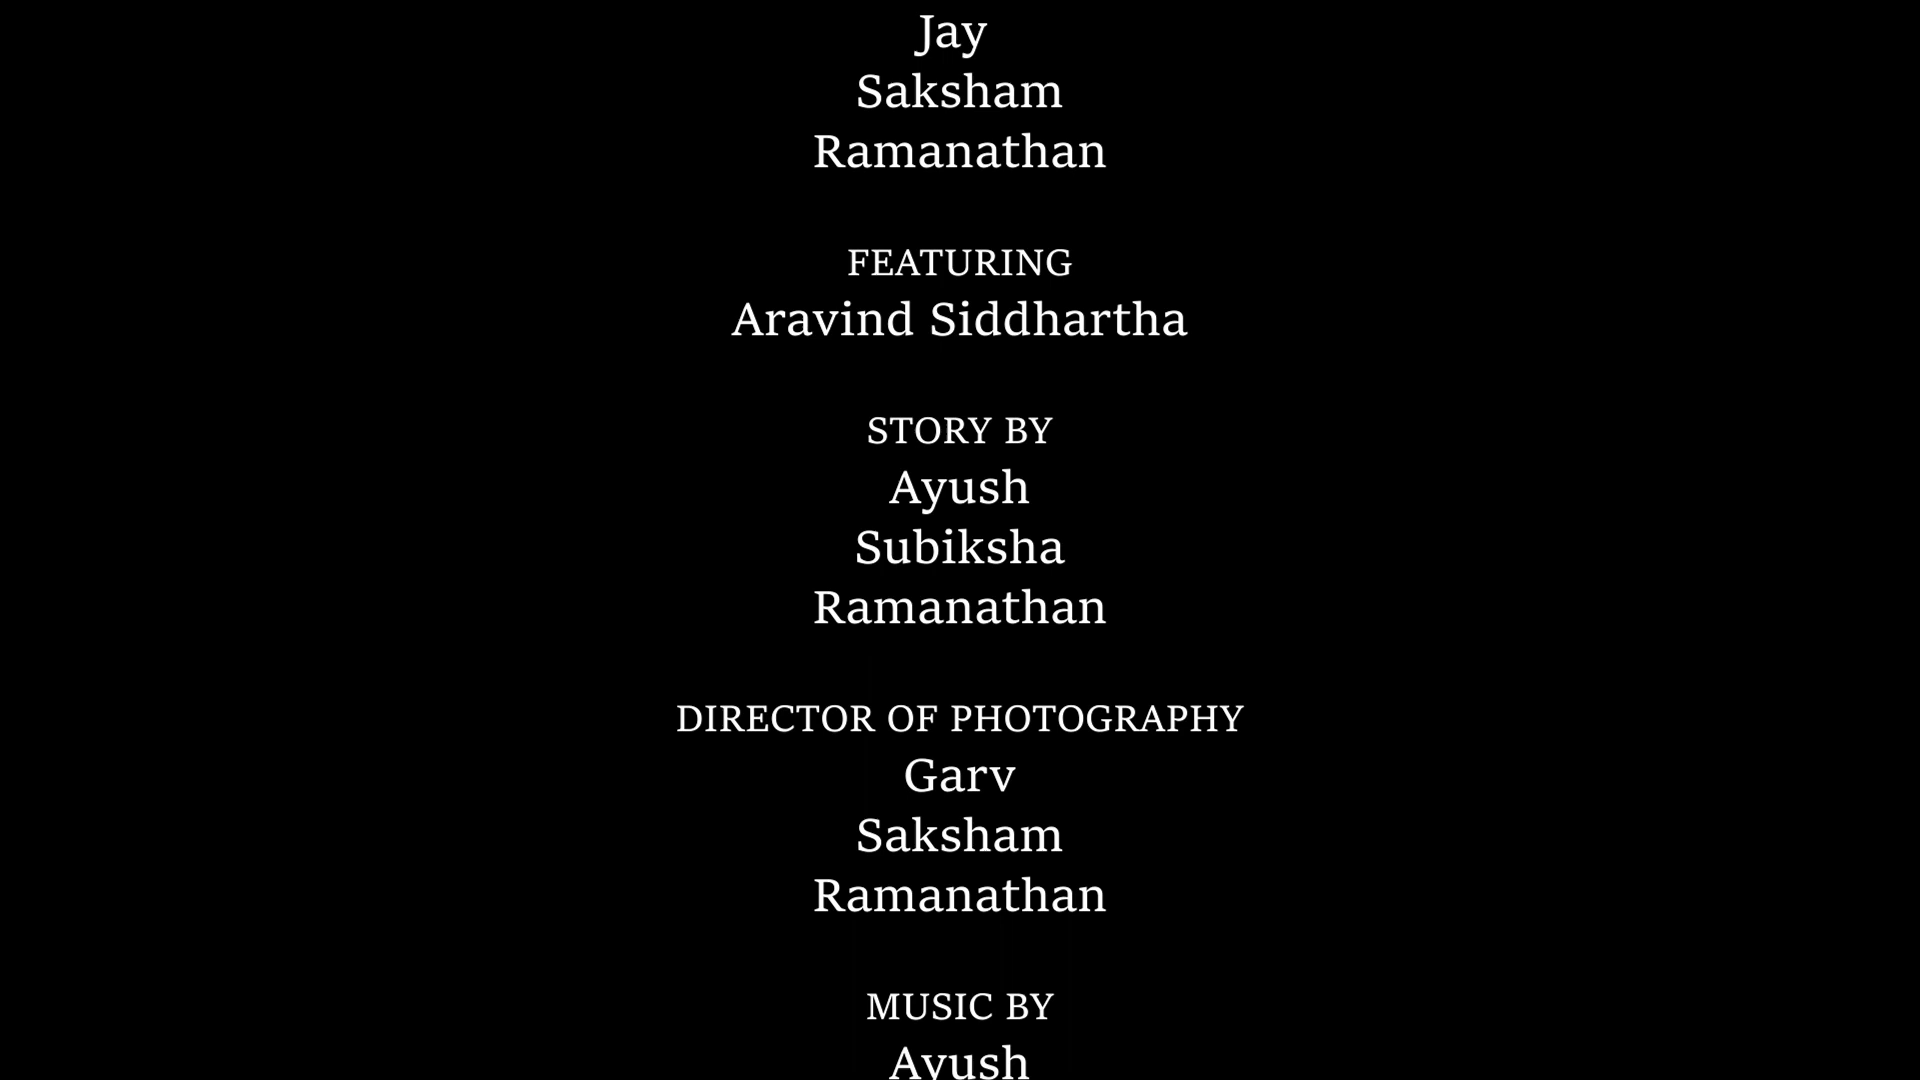 Jay
Saksham
Ramanathan
FEATURING
Aravind Siddhartha
STORY BY
Ayush
Subiksha
Ramanathan
DIRECTOR OF PHOTOGRAPHY
Garv
Saksham
Ramanathan
MUSIC BY
Ayush